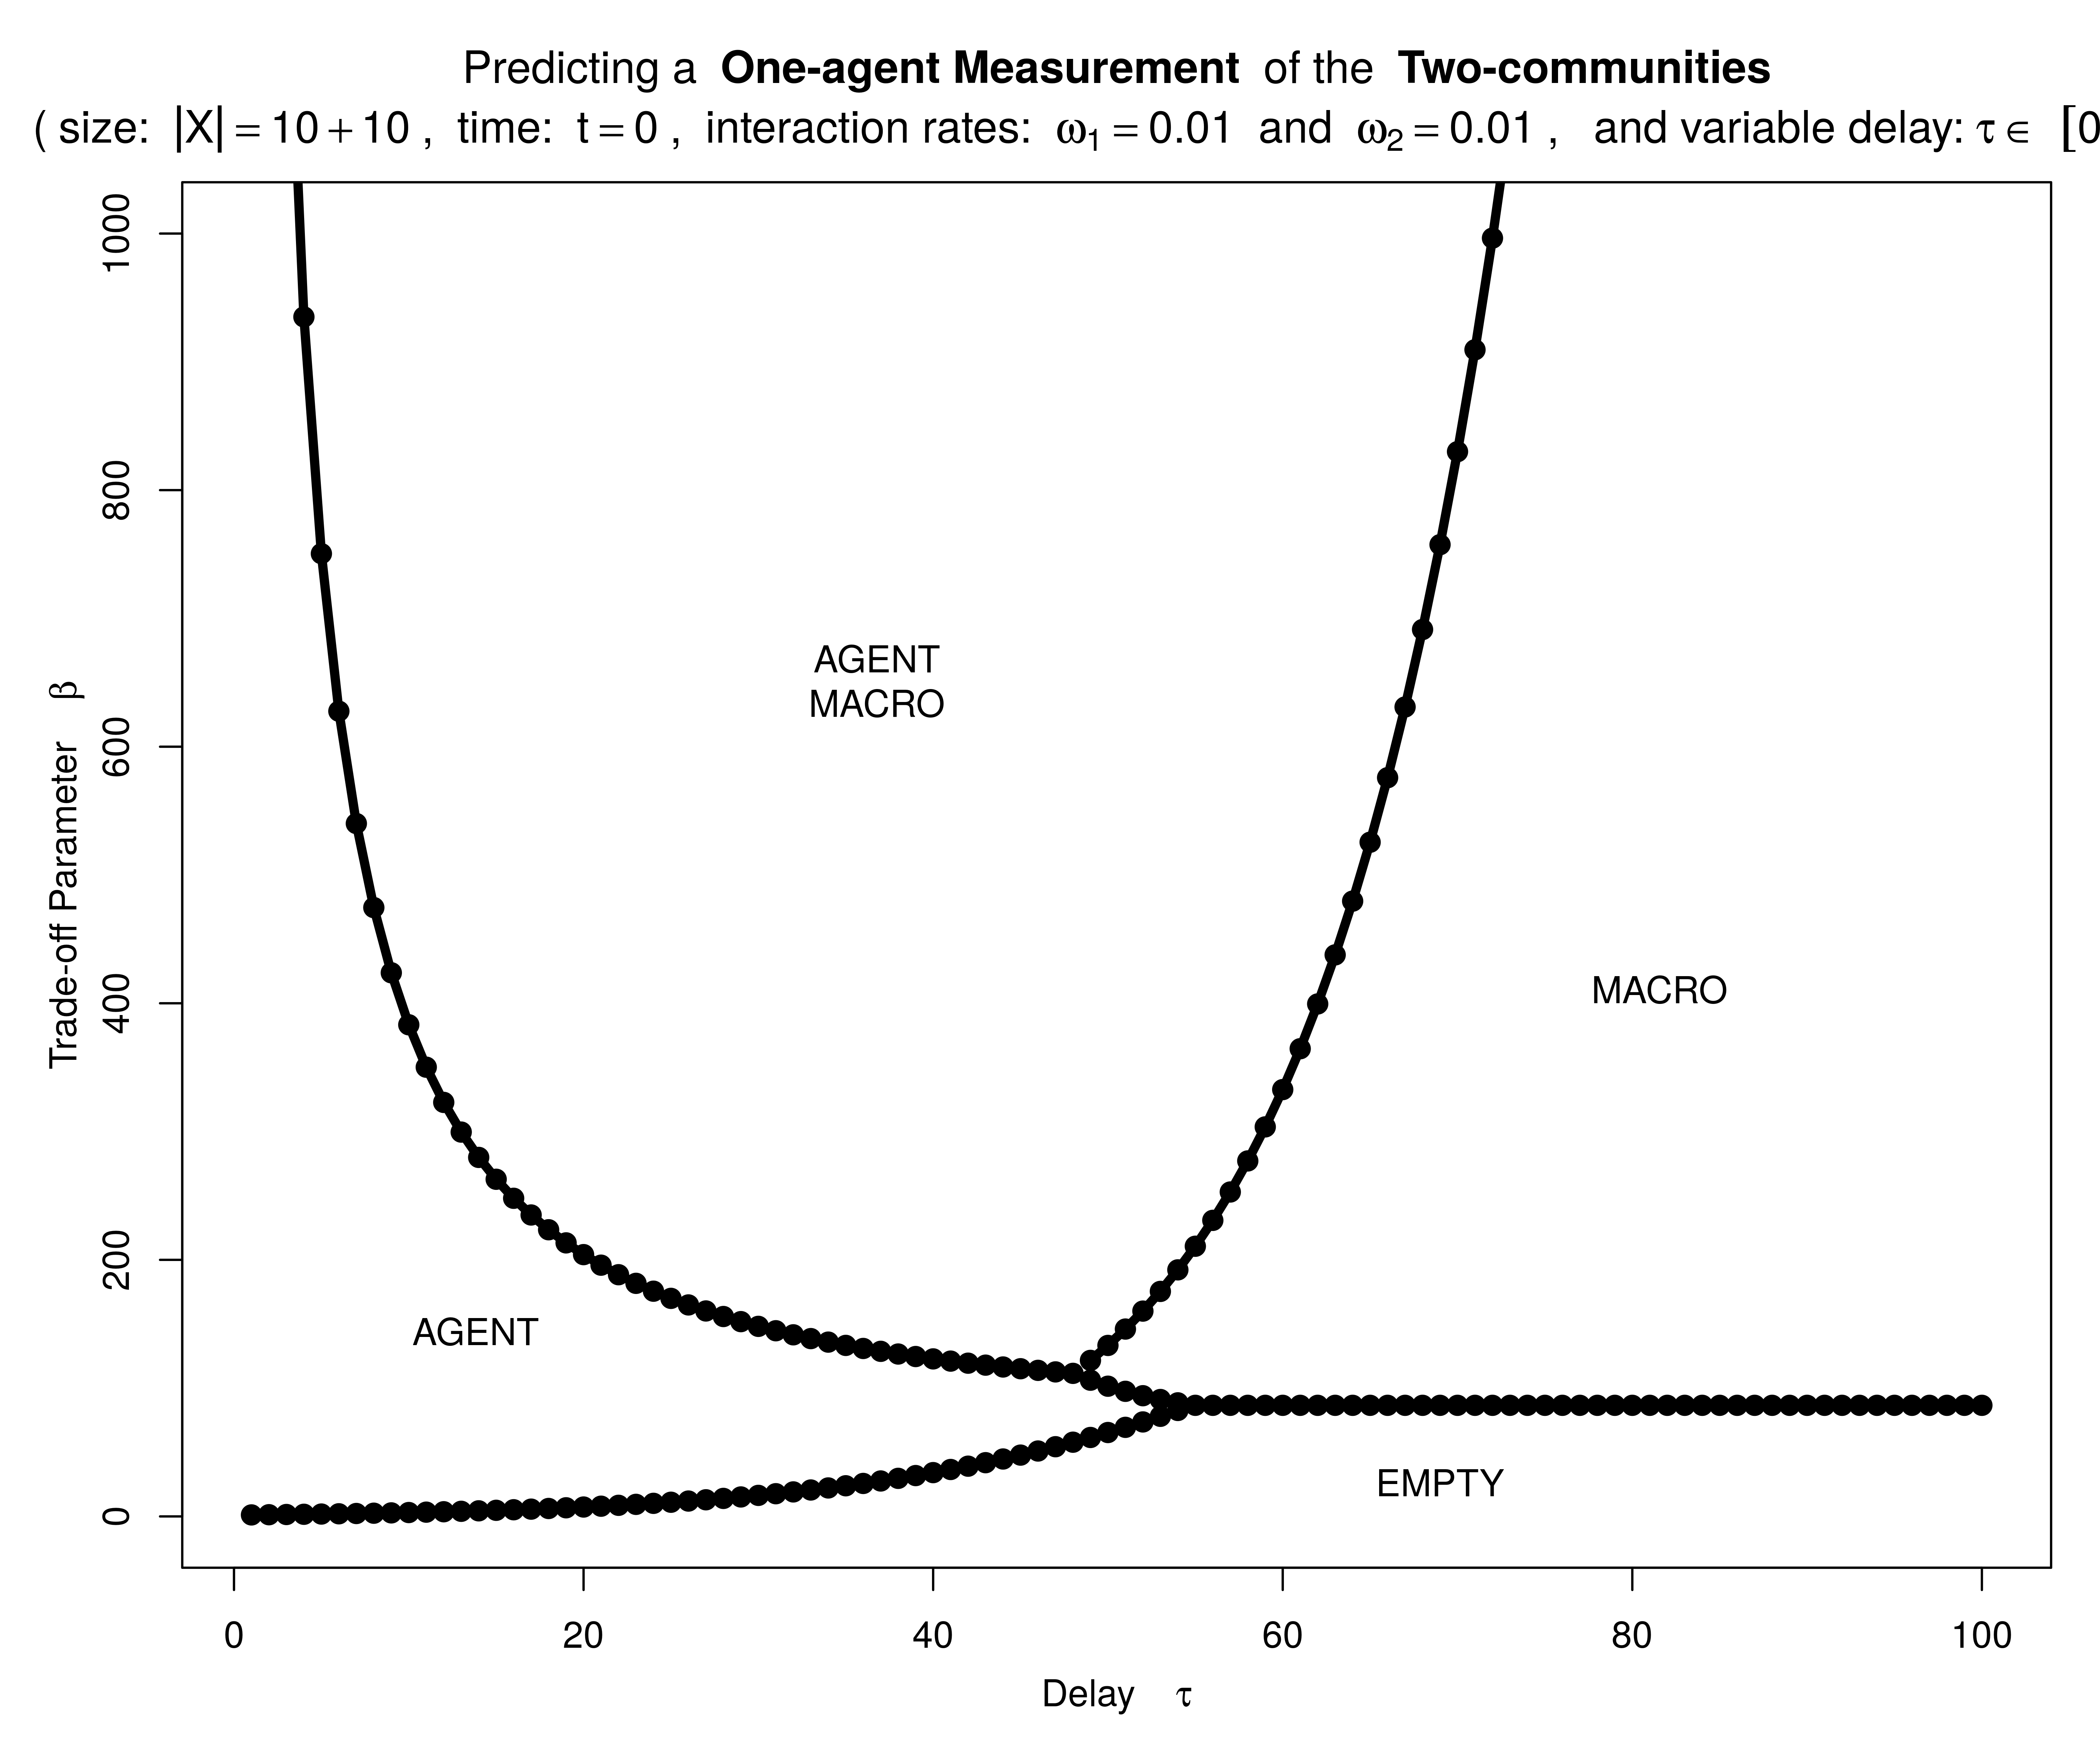 Predicting a One-agent Measurement of the Two-communities
( size: |X| = 10 + 10 , time: t = 0 , interaction rates: ω1 = 0.01 and ω2 = 0.01 , and variable delay: τ ∈ [0
1000
800
600
400
200
0
Trade-off Parameter β
AGENT
MACRO
MACRO
AGENT
EMPTY
0 20 40 60 80 100
Delay τ